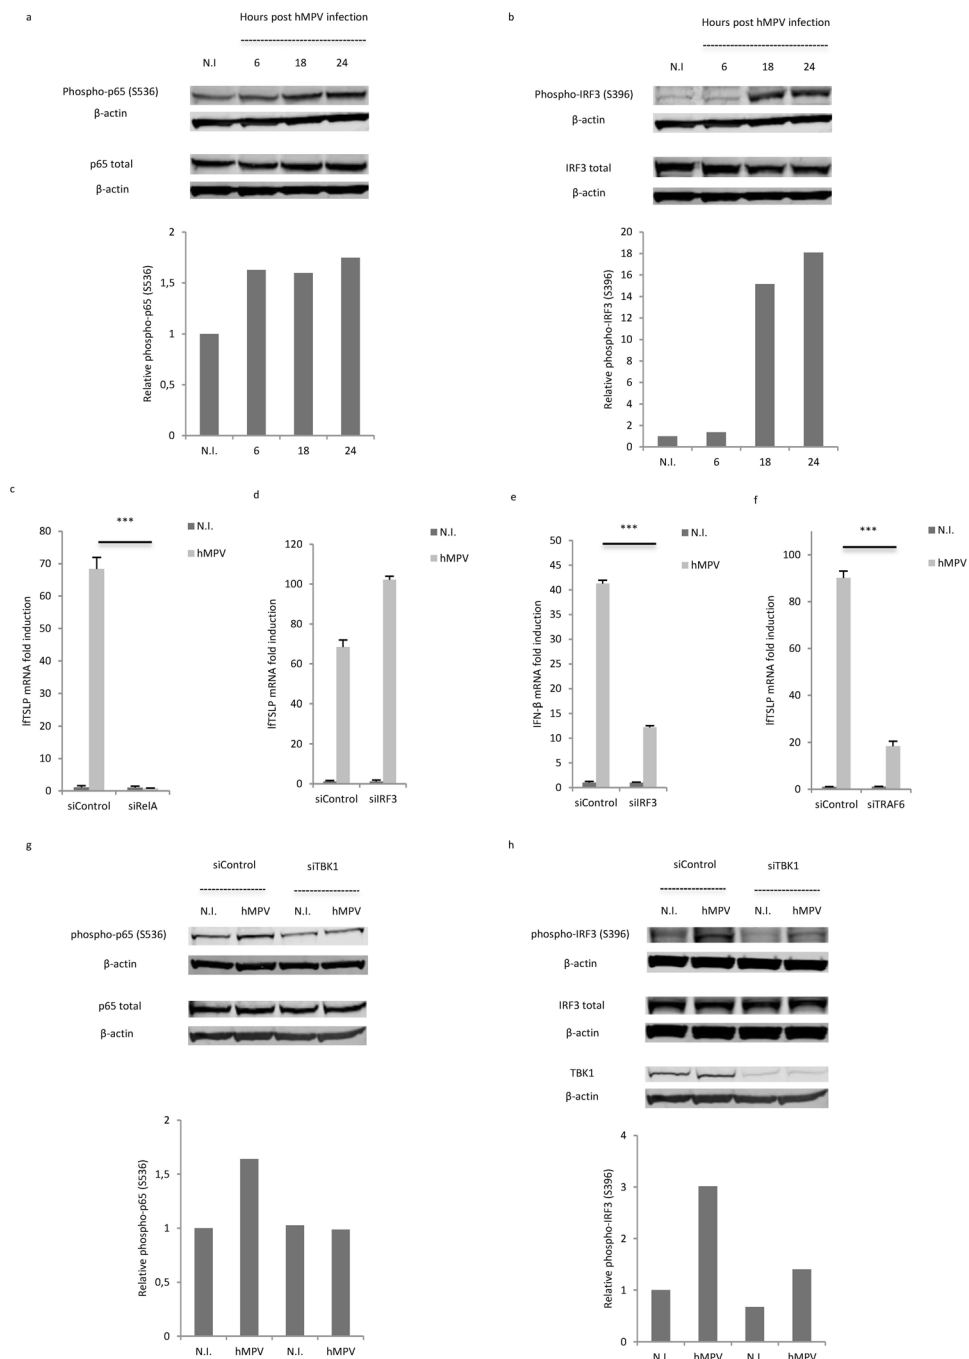 a
Hours post hMPV infection
N.I 6 18 24
Phospho-p65 (S536)
β-actin
p65 total
β-actin
2
1,5
1
0,5
0
Relative phospho-p65 (S536)
N.I. 6 18 24
b
Hours post hMPV infection
N.I 6 18 24
Phospho-IRF3 (S396)
β-actin
IRF3 total
β-actin
20
18
16
14
12
10
8
6
4
2
0
Relative phospho-IRF3 (S396)
N.I. 6 18 24
c
***
N.I.
hMPV
80
70
60
50
40
30
20
10
0
lfTSLP mRNA fold induction
siControl siRelA
d
N.I.
hMPV
120
100
80
60
40
20
0
lfTSLP mRNA fold induction
siControl siIRF3
e
***
N.I.
hMPV
50
45
40
35
30
25
20
15
10
5
0
IFN-β mRNA fold induction
siControl siIRF3
f
***
N.I.
hMPV
100
80
60
40
20
0
lfTSLP mRNA fold induction
siControl siTRAF6
g
siControl siTBK1
N.I. hMPV N.I. hMPV
phospho-p65 (S536)
β-actin
p65 total
β-actin
2
1,5
1
0,5
0
Relative phospho-p65 (S536)
N.I. hMPV N.I. hMPV
h
siControl siTBK1
N.I. hMPV N.I. hMPV
phospho-IRF3 (S396)
β-actin
IRF3 total
β-actin
TBK1
β-actin
4
3
2
1
0
Relative phospho-IRF3 (S396)
N.I. hMPV N.I. hMPV